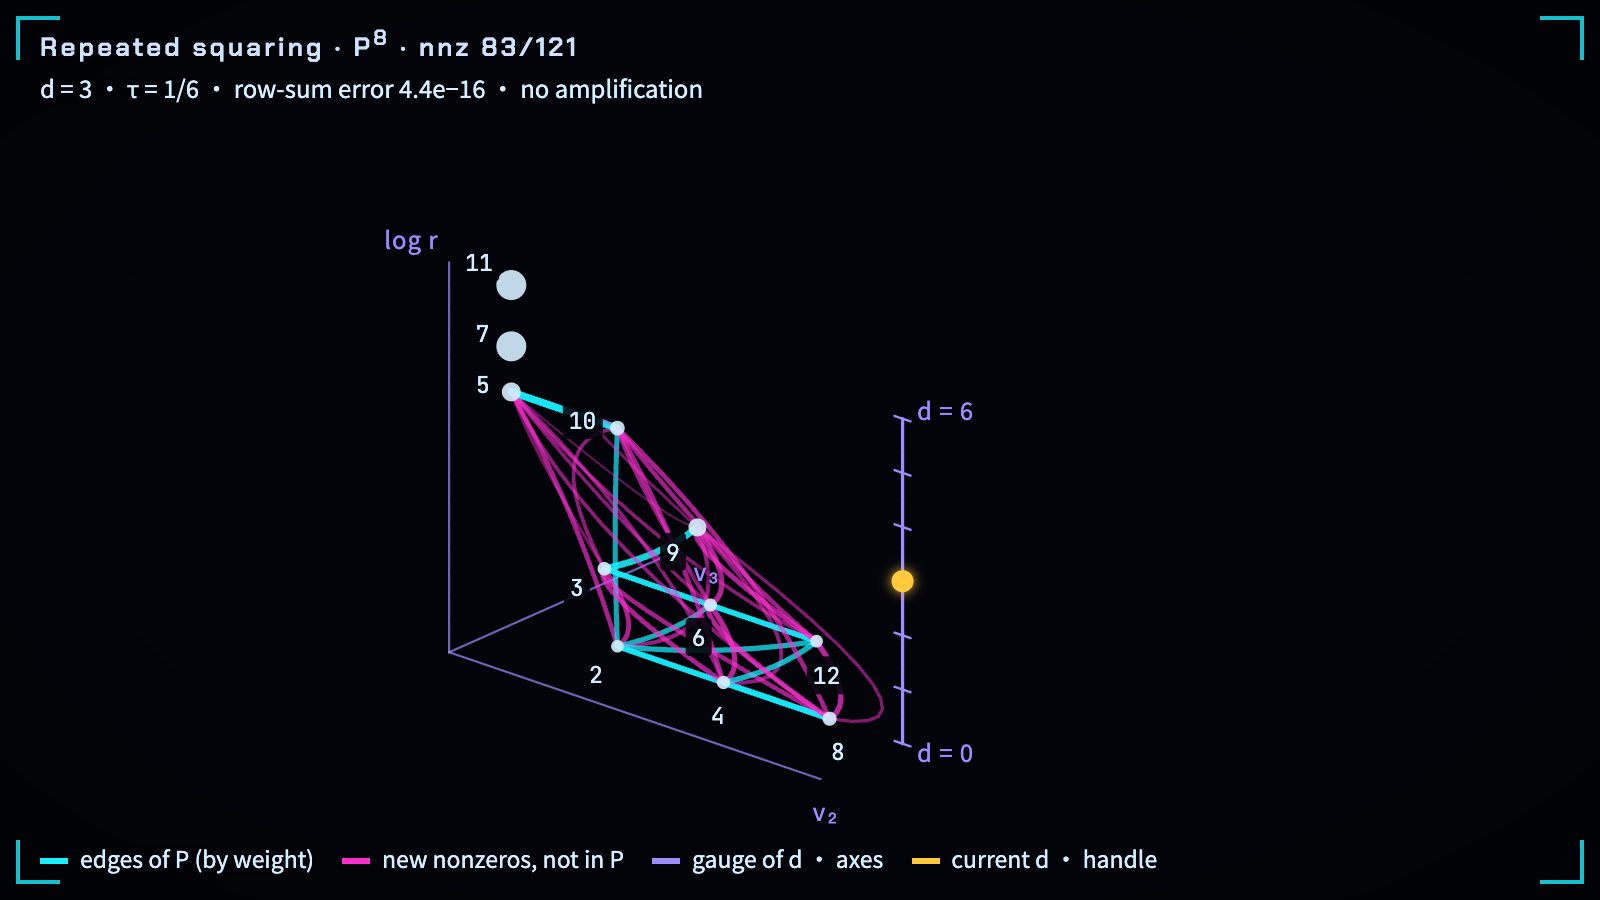 Repeated squaring · P⁸ · nnz 83/121
d = 3 • τ = 1/6 • row-sum error 4.4e−16 • no amplification
log r
11
7
5
10
d = 6
9
v₃
3
6
2
12
4
8
d = 0
v₂
edges of P (by weight)
new nonzeros, not in P
gauge of d • axes
current d • handle